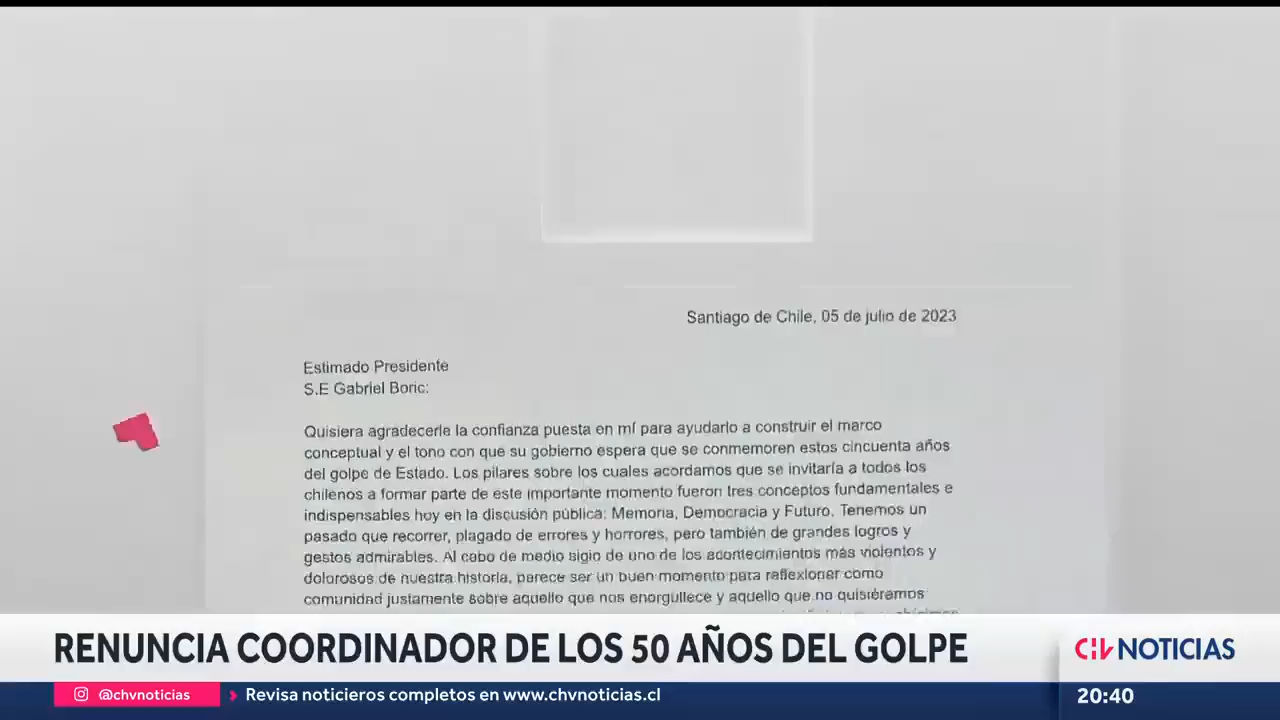 Santiago de Chile, 05 de julio de 2023
Estimado Presidente
S.E Gabriel Boric:
Quisiera agradecerle la confianza puesta en mí para ayudarlo a construir el marco
conceptual y el tono con que su gobierno espera que se conmemoren estos cincuenta años
del golpe de Estado. Los pilares sobre los cuales acordamos que se invitaría a todos los
chilenos a formar parte de este importante momento fueron tres conceptos fundamentales e
indispensables hoy en la discusión pública: Memoria, Democracia y Futuro. Tenemos un
pasado que recorrer, plagado de errores y horrores, pero también de grandes logros y
gestos admirables. Al cabo de medio siglo de uno de los acontecimientos más violentos y
dolorosos de nuestra historia, parece ser un buen momento para reflexionar como
comunidad justamente sobre aquello que nos enorgullece y aquello que no quisiéramos
RENUNCIA COORDINADOR DE LOS 50 AÑOS DEL GOLPE
CHV NOTICIAS
@chvnoticias
Revisa noticieros completos en www.chvnoticias.cl
20:40